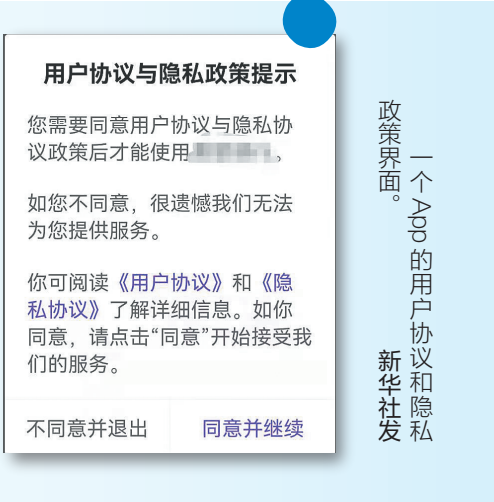 用户协议与隐私政策提示
您需要同意用户协议与隐私协
议政策后才能使用 。
如您不同意，很遗憾我们无法
为您提供服务。
你可阅读《用户协议》和《隐
私协议》了解详细信息。如你
同意，请点击“同意”开始接受我
们的服务。
不同意并退出
同意并继续
一个 App 的用户协议和隐私
政策界面。
新华社发